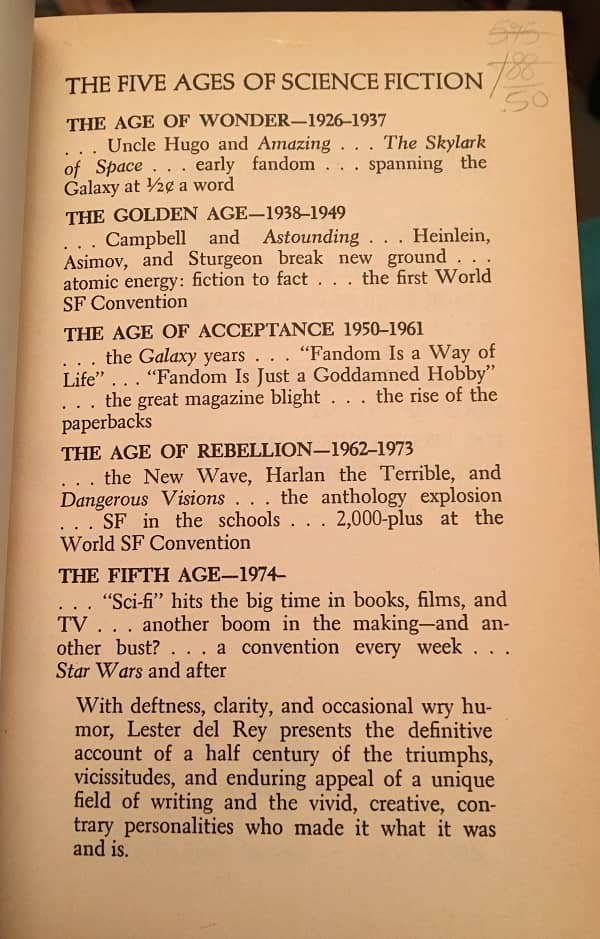 595
788
.50
THE FIVE AGES OF SCIENCE FICTION
THE AGE OF WONDER—1926–1937
. . . Uncle Hugo and Amazing . . . The Skylark
of Space . . . early fandom . . . spanning the
Galaxy at ½¢ a word
THE GOLDEN AGE—1938–1949
. . . Campbell and Astounding . . . Heinlein,
Asimov, and Sturgeon break new ground . . .
atomic energy: fiction to fact . . . the first World
SF Convention
THE AGE OF ACCEPTANCE 1950–1961
. . . the Galaxy years . . . “Fandom Is a Way of
Life” . . . “Fandom Is Just a Goddamned Hobby”
. . . the great magazine blight . . . the rise of the
paperbacks
THE AGE OF REBELLION—1962–1973
. . . the New Wave, Harlan the Terrible, and
Dangerous Visions . . . the anthology explosion
. . . SF in the schools . . . 2,000-plus at the
World SF Convention
THE FIFTH AGE—1974–
. . . “Sci-fi” hits the big time in books, films, and
TV . . . another boom in the making—and an-
other bust? . . . a convention every week . . .
Star Wars and after
With deftness, clarity, and occasional wry hu-
mor, Lester del Rey presents the definitive
account of a half century of the triumphs,
vicissitudes, and enduring appeal of a unique
field of writing and the vivid, creative, con-
trary personalities who made it what it was
and is.